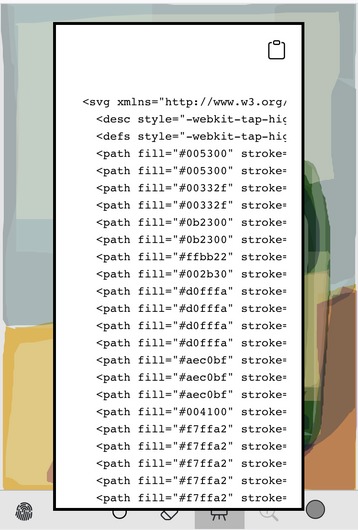 <svg xmlns="http://www.w3.org/
<desc style="-webkit-tap-hig
<defs style="-webkit-tap-hig
<path fill="#005300" stroke=
<path fill="#005300" stroke=
<path fill="#00332f" stroke=
<path fill="#00332f" stroke=
<path fill="#0b2300" stroke=
<path fill="#0b2300" stroke=
<path fill="#ffbb22" stroke=
<path fill="#002b30" stroke=
<path fill="#d0fffa" stroke=
<path fill="#d0fffa" stroke=
<path fill="#d0fffa" stroke=
<path fill="#d0fffa" stroke=
<path fill="#aec0bf" stroke=
<path fill="#aec0bf" stroke=
<path fill="#aec0bf" stroke=
<path fill="#004100" stroke=
<path fill="#f7ffa2" stroke=
<path fill="#f7ffa2" stroke=
<path fill="#f7ffa2" stroke=
<path fill="#f7ffa2" stroke=
<path fill="#f7ffa2" stroke=